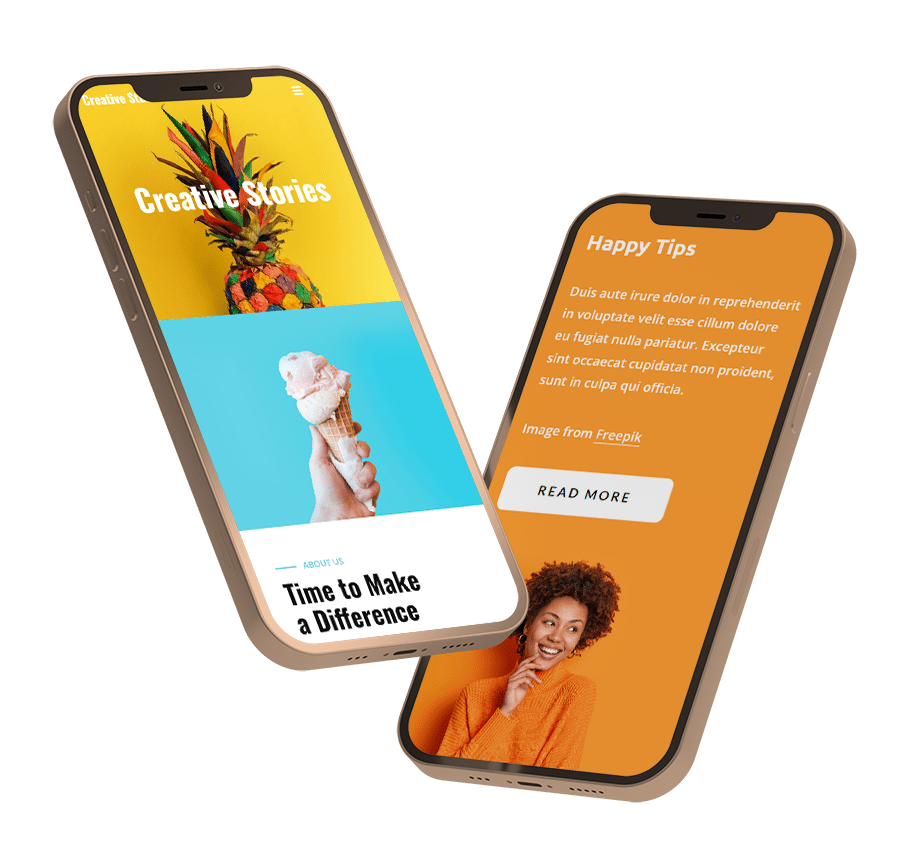 Creative
Creative Stories
ABOUT US
Time to Make
a Difference
Happy Tips
Duis aute irure dolor in reprehenderit
in voluptate velit esse cillum dolore
eu fugiat nulla pariatur. Excepteur
sint occaecat cupidatat non proident,
sunt in culpa qui officia.
Image from Freepik
READ MORE